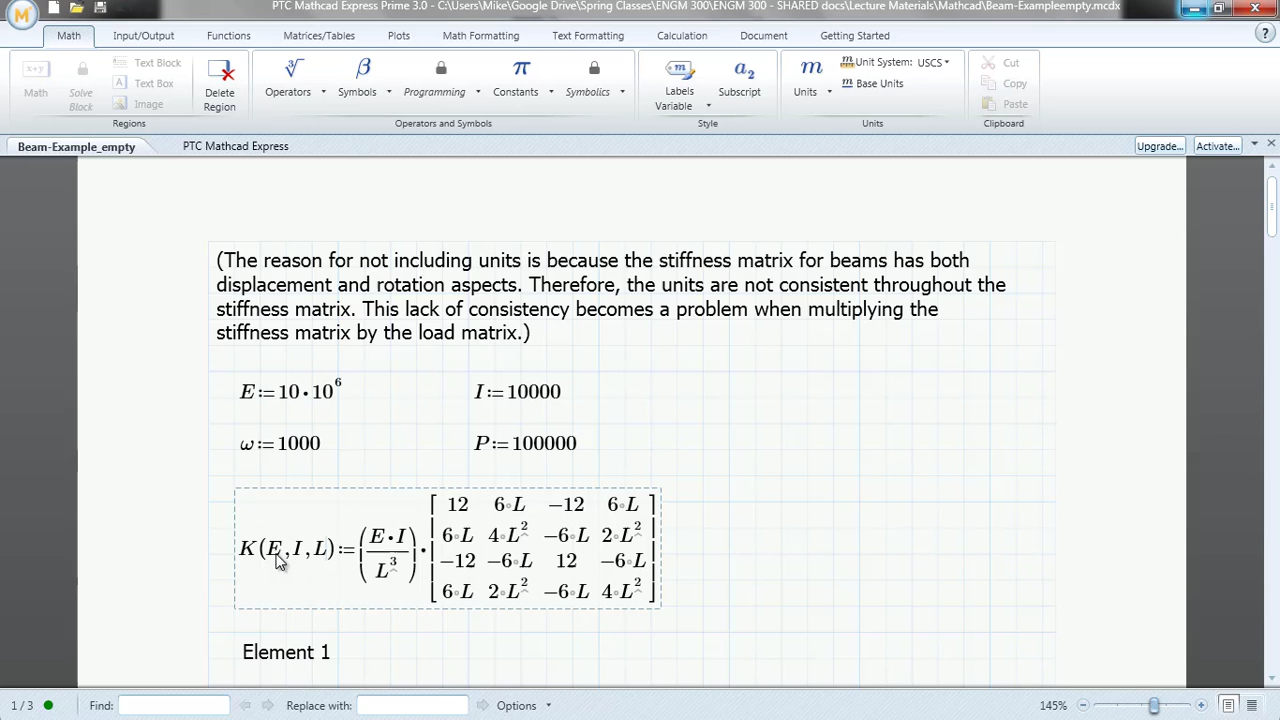 PTC Mathcad Express Prime 3.0 - C:\Users\Mike\Google Drive\Spring Classes\ENGM 300\ENGM 300 - SHARED docs\Lecture Materials\Mathcad\Beam-Exampleempty.mcdx
Math Input/Output Functions Matrices/Tables Plots Math Formatting Text Formatting Calculation Document Getting Started
Math Solve Block Text Block Text Box Image Delete Region Operators Symbols Programming Constants Symbolics Labels Variable Subscript Units Unit System: USCS Base Units Cut Copy Paste
Regions Operators and Symbols Style Units Clipboard
Beam-Example_empty PTC Mathcad Express Upgrade... Activate...
(The reason for not including units is because the stiffness matrix for beams has both
displacement and rotation aspects. Therefore, the units are not consistent throughout the
stiffness matrix. This lack of consistency becomes a problem when multiplying the
stiffness matrix by the load matrix.)
E:=10•10^6 I:=10000
ω:=1000 P:=100000
K(E,I,L):=(E•I/L^3)•
[12 6∘L −12 6∘L
6∘L 4∘L^2 −6∘L 2∘L^2
−12 −6∘L 12 −6∘L
6∘L 2∘L^2 −6∘L 4∘L^2]
Element 1
1 / 3 Find: Replace with: Options 145%